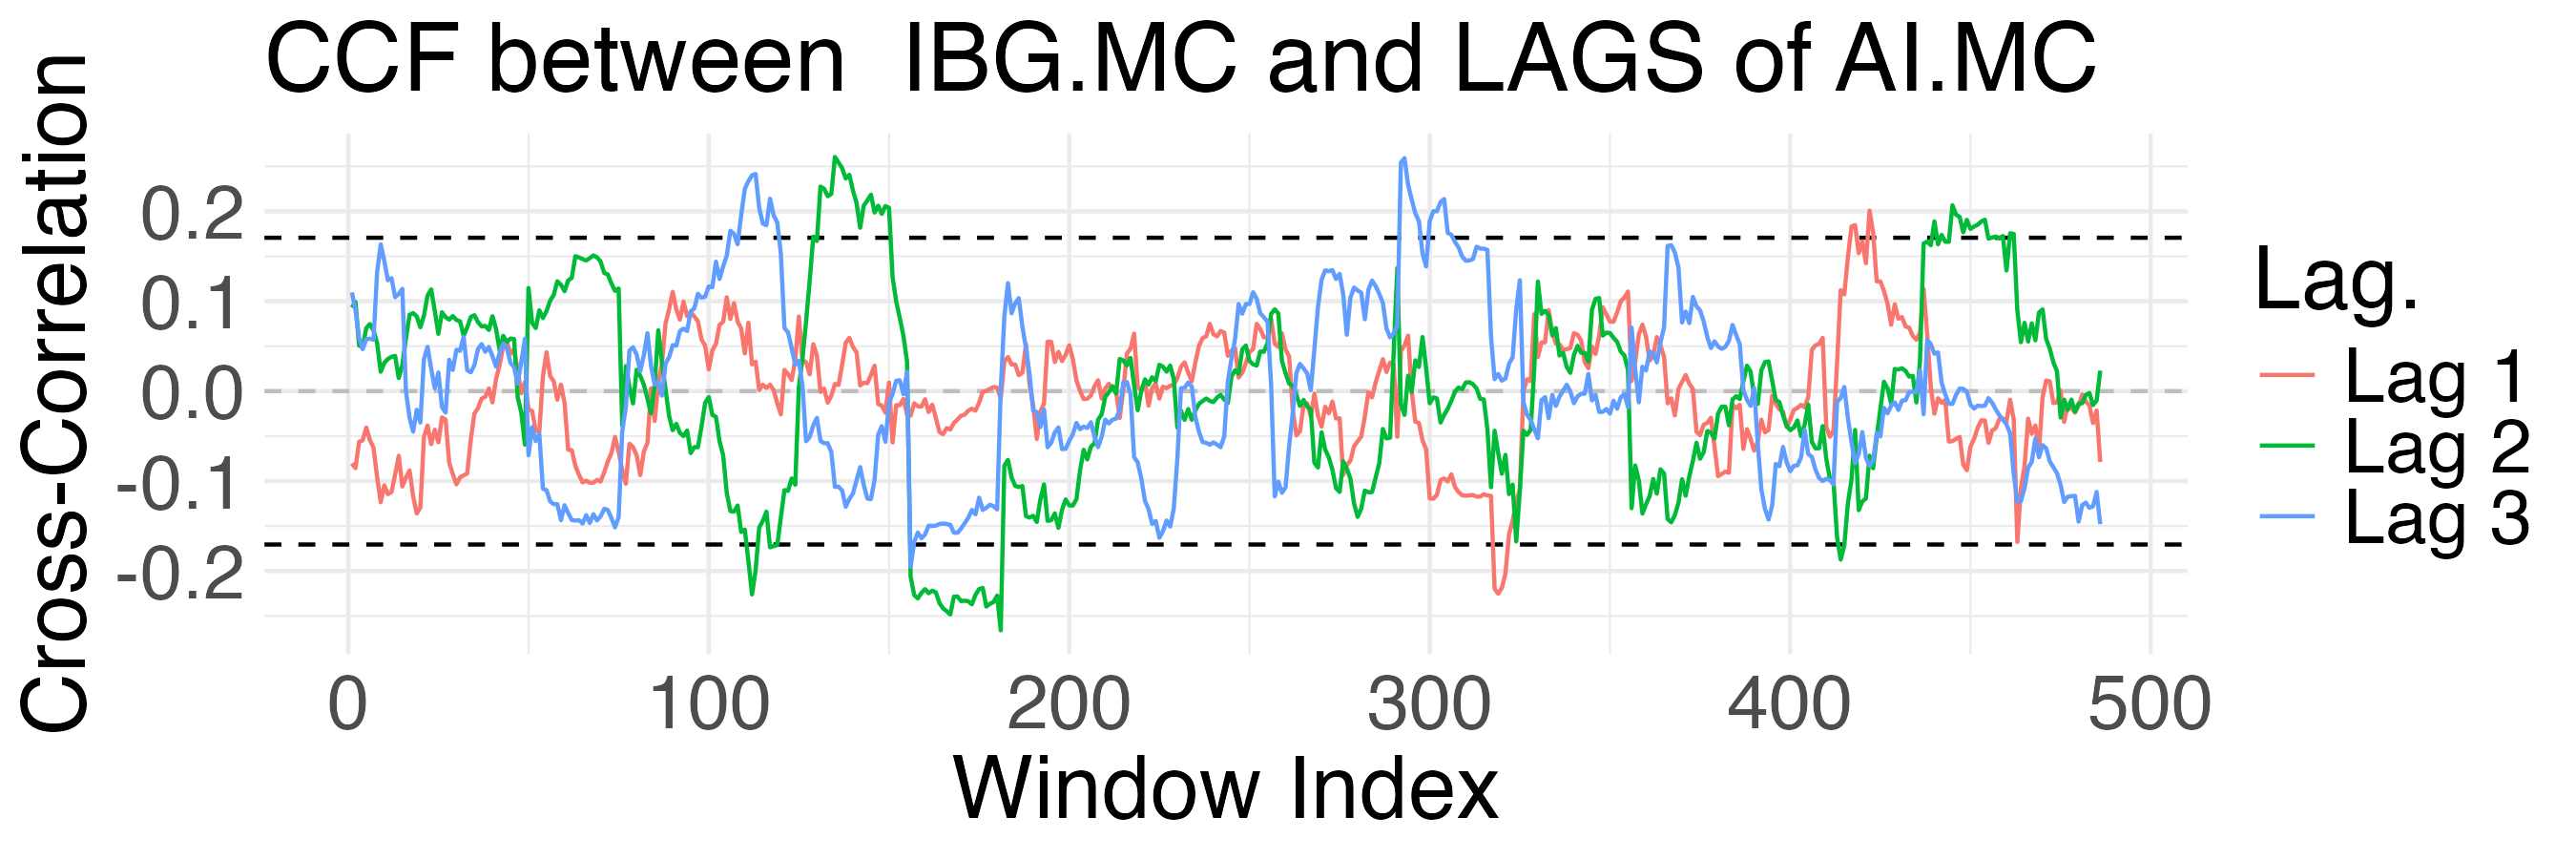 CCF between  IBG.MC and LAGS of AI.MC
Cross-Correlation
0.2
0.1
0.0
-0.1
-0.2
0 100 200 300 400 500
Window Index
Lag.
Lag 1
Lag 2
Lag 3